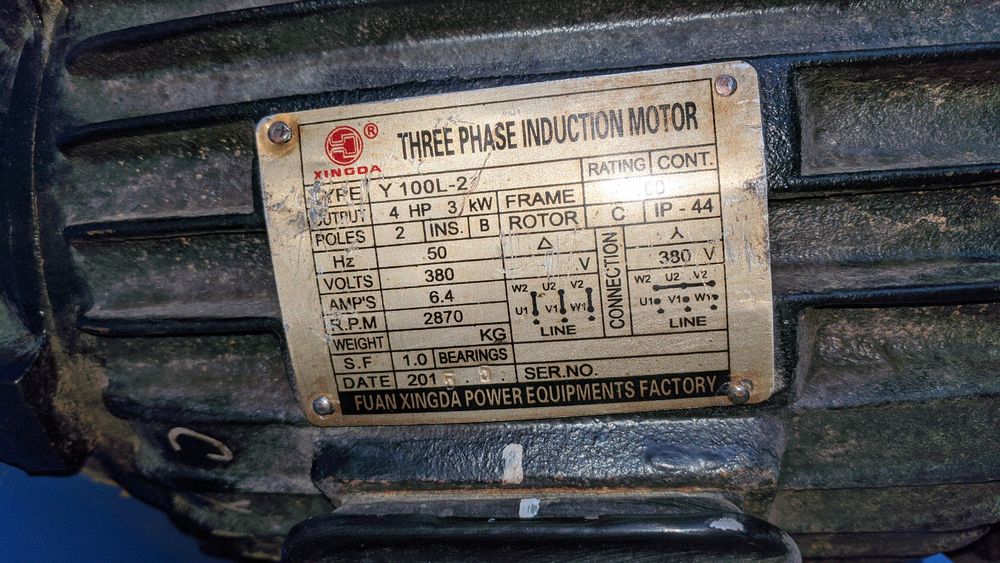 XINGDA ®
THREE PHASE INDUCTION MOTOR
TYPE Y 100L-2 RATING CONT.
OUTPUT 4 HP 3 kW FRAME
POLES 2 INS. B ROTOR C IP - 44
Hz 50
VOLTS 380
AMP'S 6.4
R.P.M 2870
WEIGHT KG
S.F 1.0 BEARINGS
DATE 201 SER.NO.
△ V
W2 U2 V2
U1 V1 W1
LINE
CONNECTION
人 380 V
W2 U2 V2
U1 V1 W1
LINE
FUAN XINGDA POWER EQUIPMENTS FACTORY